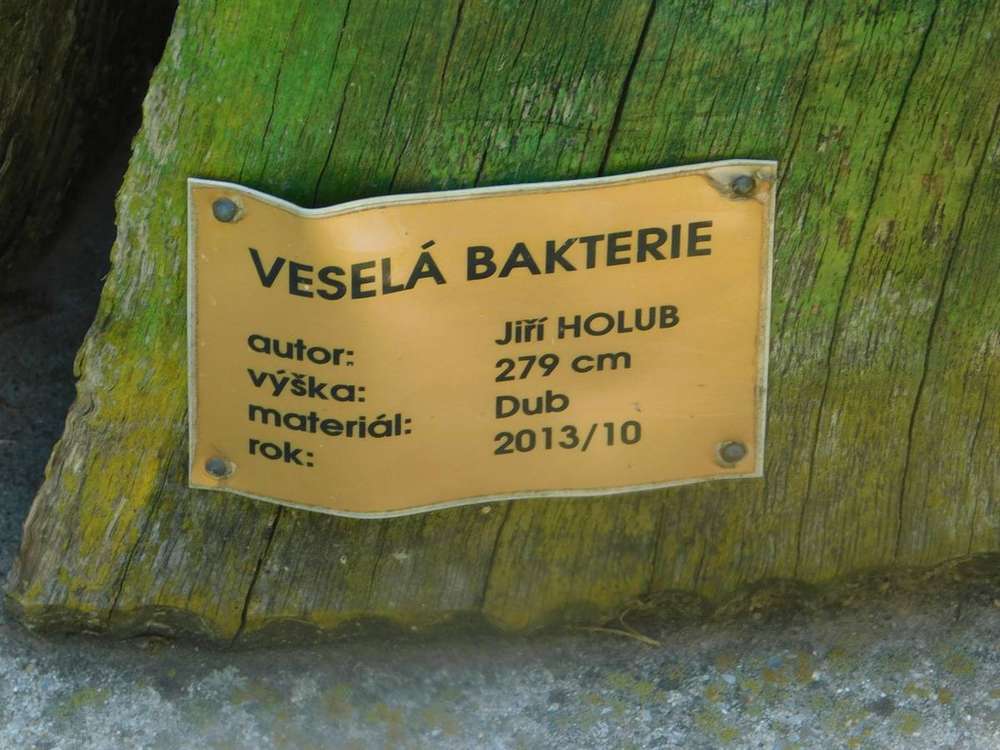 VESELÁ BAKTERIE
autor: Jiří HOLUB
výška: 279 cm
materiál: Dub
rok: 2013/10